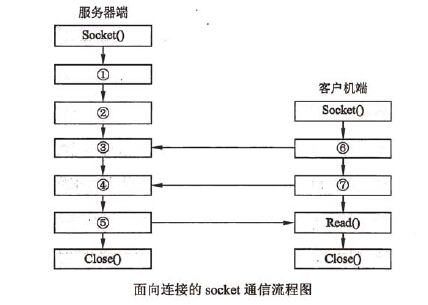 服务器端
Socket()
①
②
客户机端
Socket()
③
⑥
④
⑦
⑤
Read()
Close()
Close()
面向连接的 socket 通信流程图